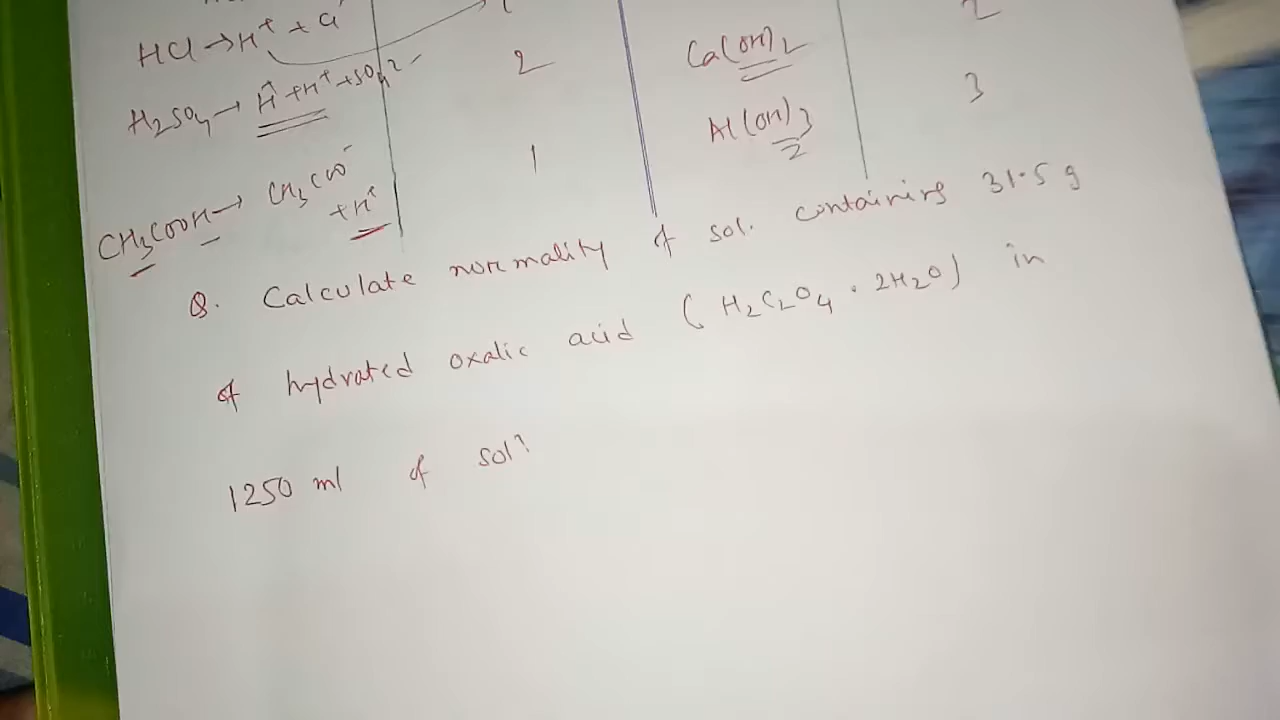 HCl → H⁺ + Cl⁻
H₂SO₄ → H⁺ + H⁺ + SO₄²⁻ 2 Ca(OH)₂ 2
CH₃COOH → CH₃COO⁻ 1 Al(OH)₃ 3
+ H⁺
Q. Calculate normality of sol. containing 31.5 g
of hydrated oxalic acid ( H₂C₂O₄ . 2H₂O ) in
1250 ml of solⁿ